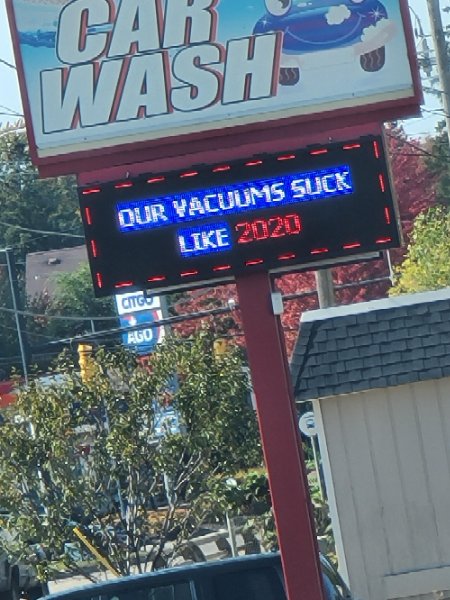 CAR
WASH
OUR VACUUMS SUCK
LIKE 2020
CITGO
AGO